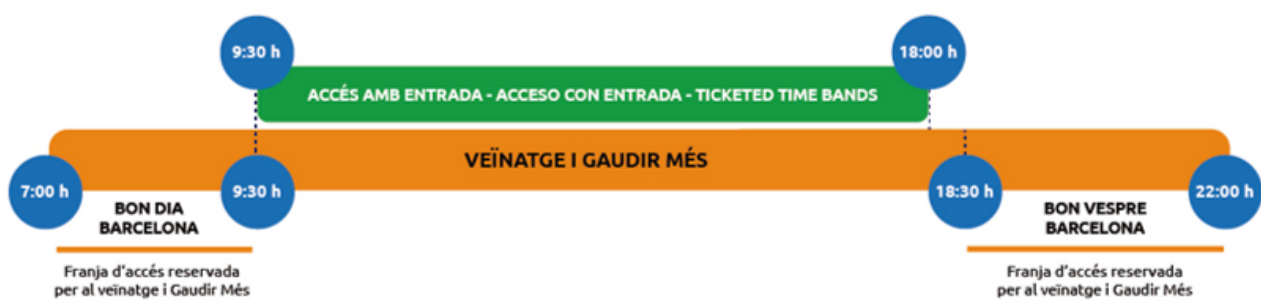 9:30 h
18:00 h
ACCÉS AMB ENTRADA - ACCESO CON ENTRADA - TICKETED TIME BANDS
VEÏNATGE I GAUDIR MÉS
7:00 h
9:30 h
18:30 h
22:00 h
BON DIA
BARCELONA
BON VESPRE
BARCELONA
Franja d'accés reservada
per al veïnatge i Gaudir Més
Franja d'accés reservada
per al veïnatge i Gaudir Més